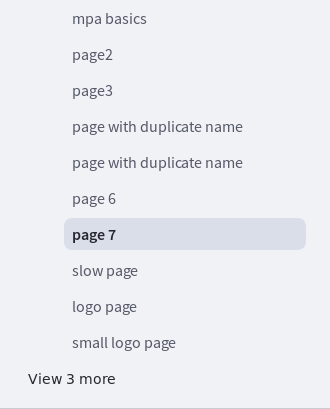 mpa basics
page2
page3
page with duplicate name
page with duplicate name
page 6
page 7
slow page
logo page
small logo page
View 3 more